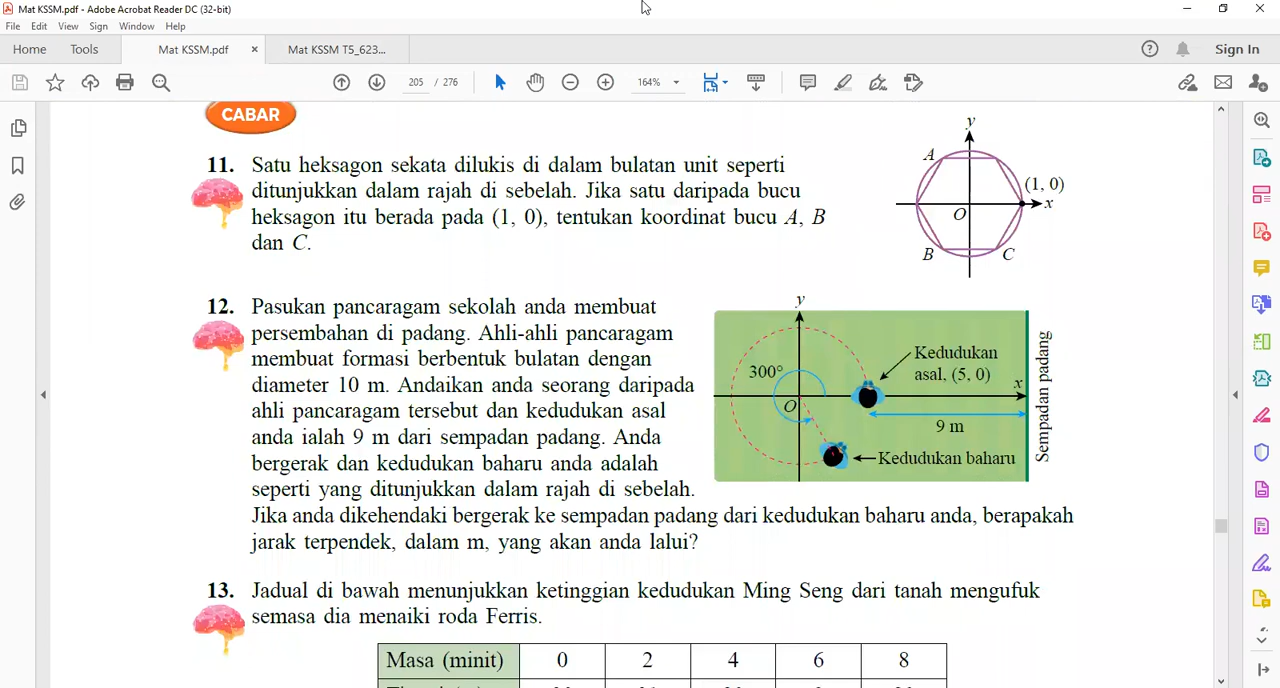 Mat KSSM.pdf - Adobe Acrobat Reader DC (32-bit)
File Edit View Sign Window Help
Home Tools Mat KSSM.pdf × Mat KSSM T5_623... ? Sign In
205 / 276 164%
CABAR
11. Satu heksagon sekata dilukis di dalam bulatan unit seperti
ditunjukkan dalam rajah di sebelah. Jika satu daripada bucu
heksagon itu berada pada (1, 0), tentukan koordinat bucu A, B
dan C.
y
A
(1, 0)
O
x
B
C
12. Pasukan pancaragam sekolah anda membuat
persembahan di padang. Ahli-ahli pancaragam
membuat formasi berbentuk bulatan dengan
diameter 10 m. Andaikan anda seorang daripada
ahli pancaragam tersebut dan kedudukan asal
anda ialah 9 m dari sempadan padang. Anda
bergerak dan kedudukan baharu anda adalah
seperti yang ditunjukkan dalam rajah di sebelah.
Jika anda dikehendaki bergerak ke sempadan padang dari kedudukan baharu anda, berapakah
jarak terpendek, dalam m, yang akan anda lalui?
y
300°
Kedudukan
asal, (5, 0)
x
O
9 m
Kedudukan baharu
Sempadan padang
13. Jadual di bawah menunjukkan ketinggian kedudukan Ming Seng dari tanah mengufuk
semasa dia menaiki roda Ferris.
Masa (minit) 0 2 4 6 8